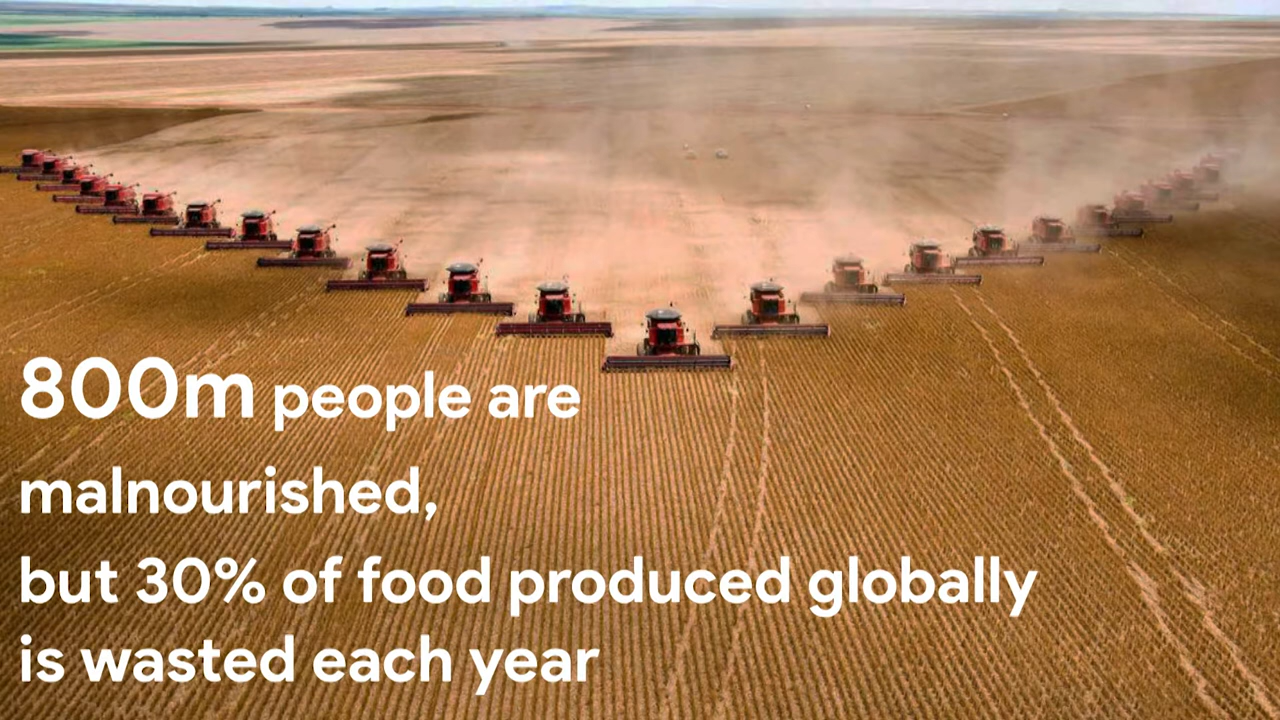 800m people are
malnourished,
but 30% of food produced globally
is wasted each year